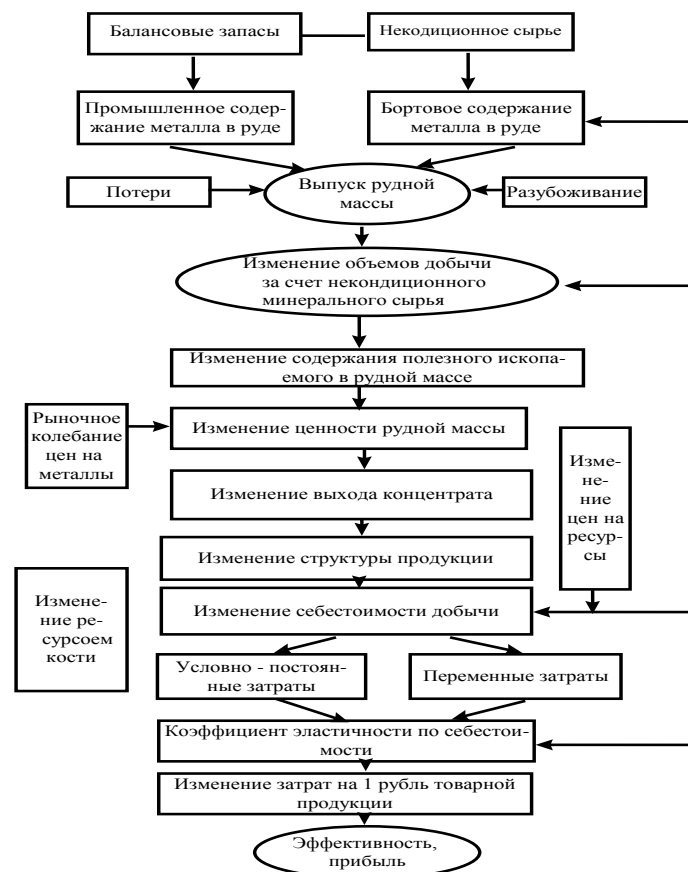 Балансовые запасы
Некодиционное сырье
Промышленное содер-
жание металла в руде
Бортовое содержание
металла в руде
Потери
Выпуск рудной
массы
Разубоживание
Изменение объемов добычи
за счет некондиционного
минерального сырья
Изменение содержания полезного ископа-
емого в рудной массе
Рыночное
колебание
цен на
металлы
Изменение ценности рудной массы
Изме-
не-
ние
цен на
ресур-
сы
Изменение выхода концентрата
Изменение структуры продукции
Измене-
ние ре-
сурсоем
кости
Изменение себестоимости добычи
Условно - постоян-
ные затраты
Переменные затраты
Коэффициент эластичности по себестои-
мости
Изменение затрат на 1 рубль товарной
продукции
Эффективность,
прибыль